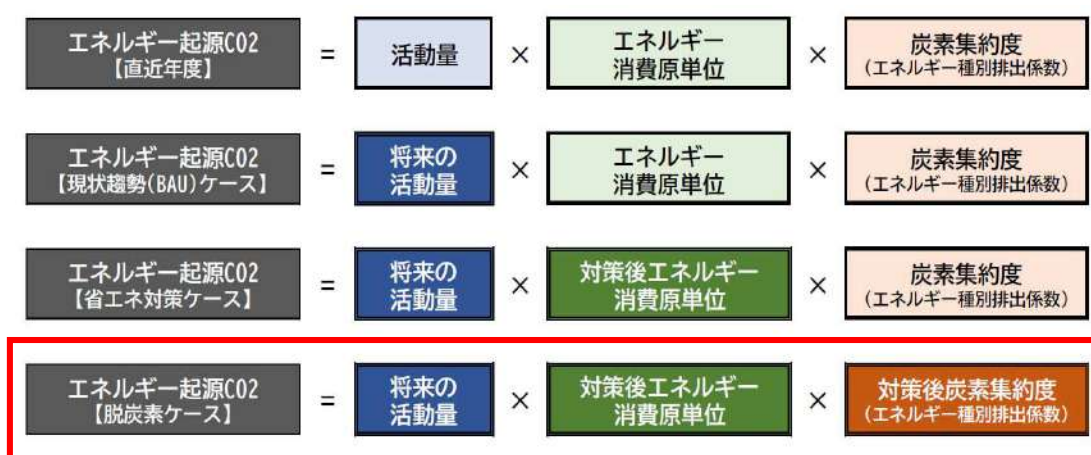 エネルギー起源CO2
【直近年度】
=
活動量
×
エネルギー
消費原単位
×
炭素集約度
(エネルギー種別排出係数)
エネルギー起源CO2
【現状趨勢(BAU)ケース】
=
将来の
活動量
×
エネルギー
消費原単位
×
炭素集約度
(エネルギー種別排出係数)
エネルギー起源CO2
【省エネ対策ケース】
=
将来の
活動量
×
対策後エネルギー
消費原単位
×
炭素集約度
(エネルギー種別排出係数)
エネルギー起源CO2
【脱炭素ケース】
=
将来の
活動量
×
対策後エネルギー
消費原単位
×
対策後炭素集約度
(エネルギー種別排出係数)